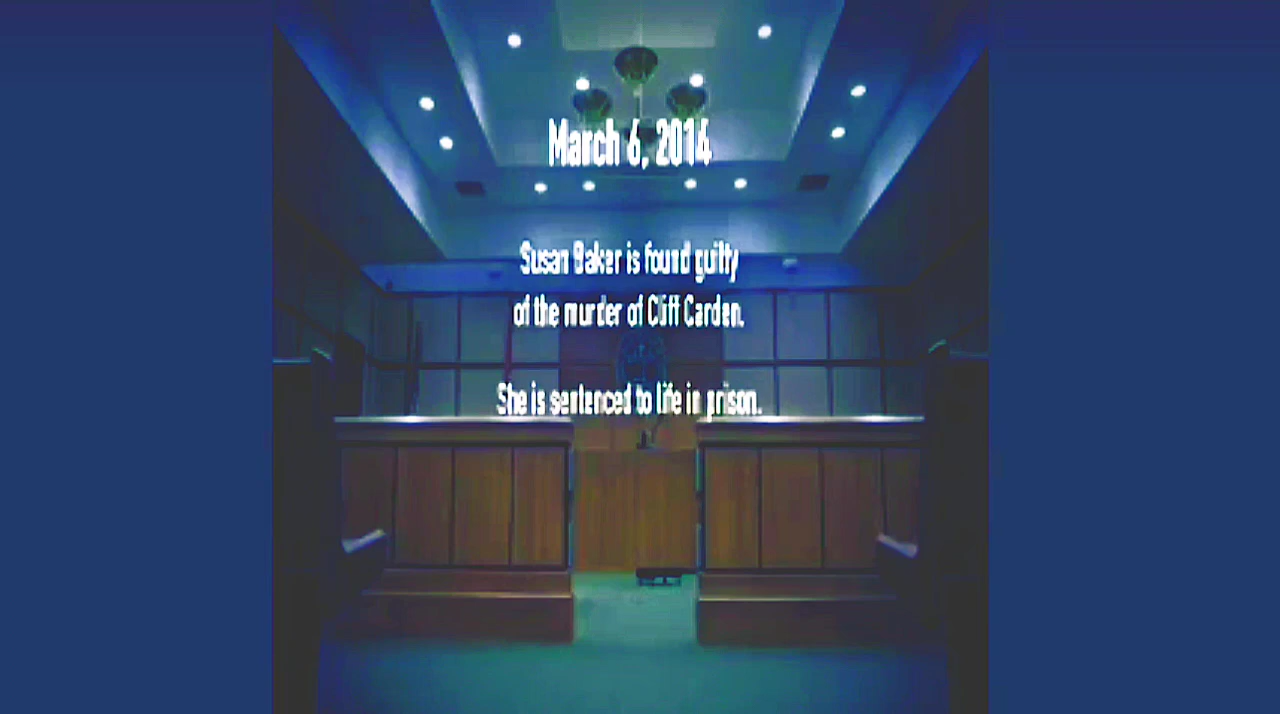 March 6, 2014
Susan Baker is found guilty
of the murder of Cliff Carden.
She is sentenced to life in prison.